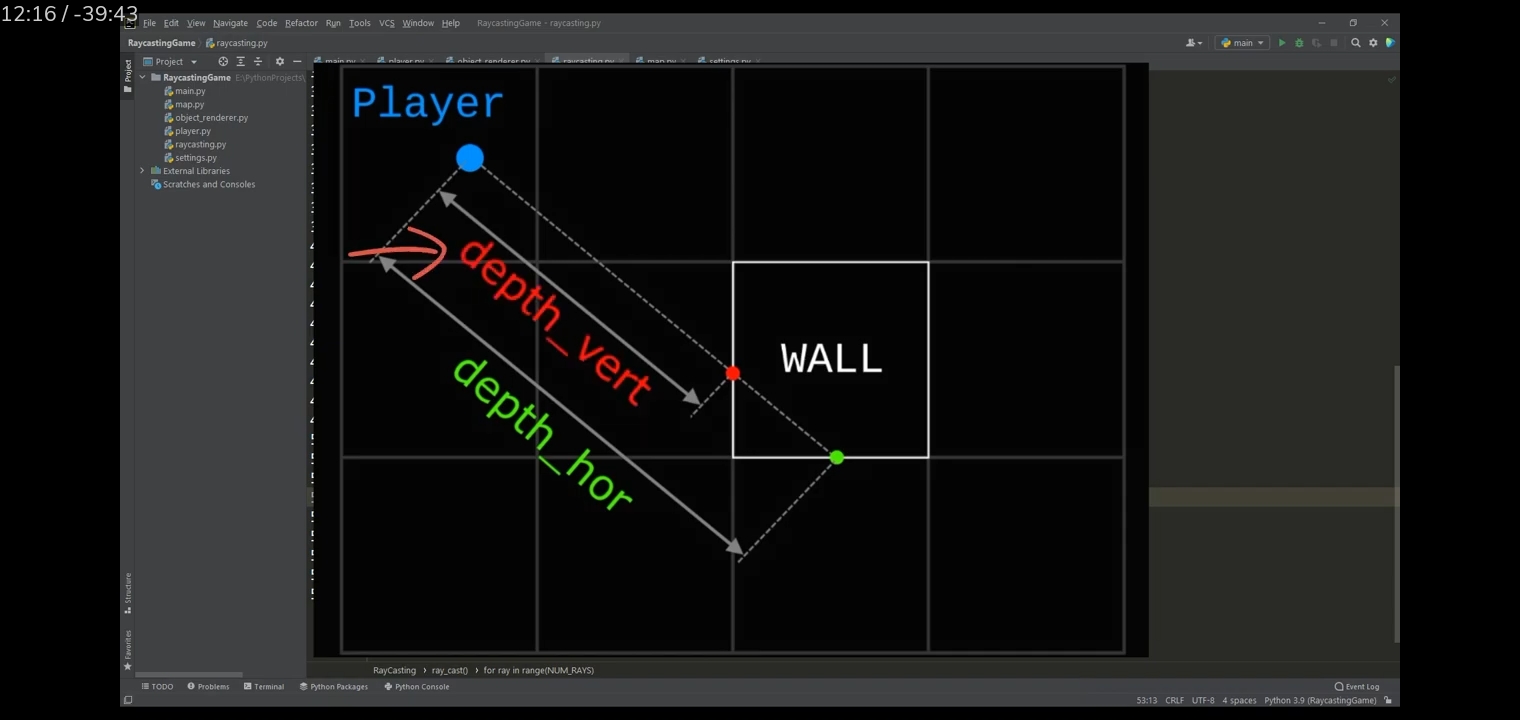 12:16 / -39:43
File Edit View Navigate Code Refactor Run Tools VCS Window Help RaycastingGame - raycasting.py
RaycastingGame raycasting.py main
Project
main.py player.py object_renderer.py raycasting.py map.py settings.py
Project
RaycastingGame E:\PythonProjects\
main.py
map.py
object_renderer.py
player.py
raycasting.py
settings.py
External Libraries
Scratches and Consoles
Player
depth_vert
WALL
depth_hor
Structure
Favorites
RayCasting ray_cast() for ray in range(NUM_RAYS)
TODO Problems Terminal Python Packages Python Console Event Log
53:13 CRLF UTF-8 4 spaces Python 3.9 (RaycastingGame)